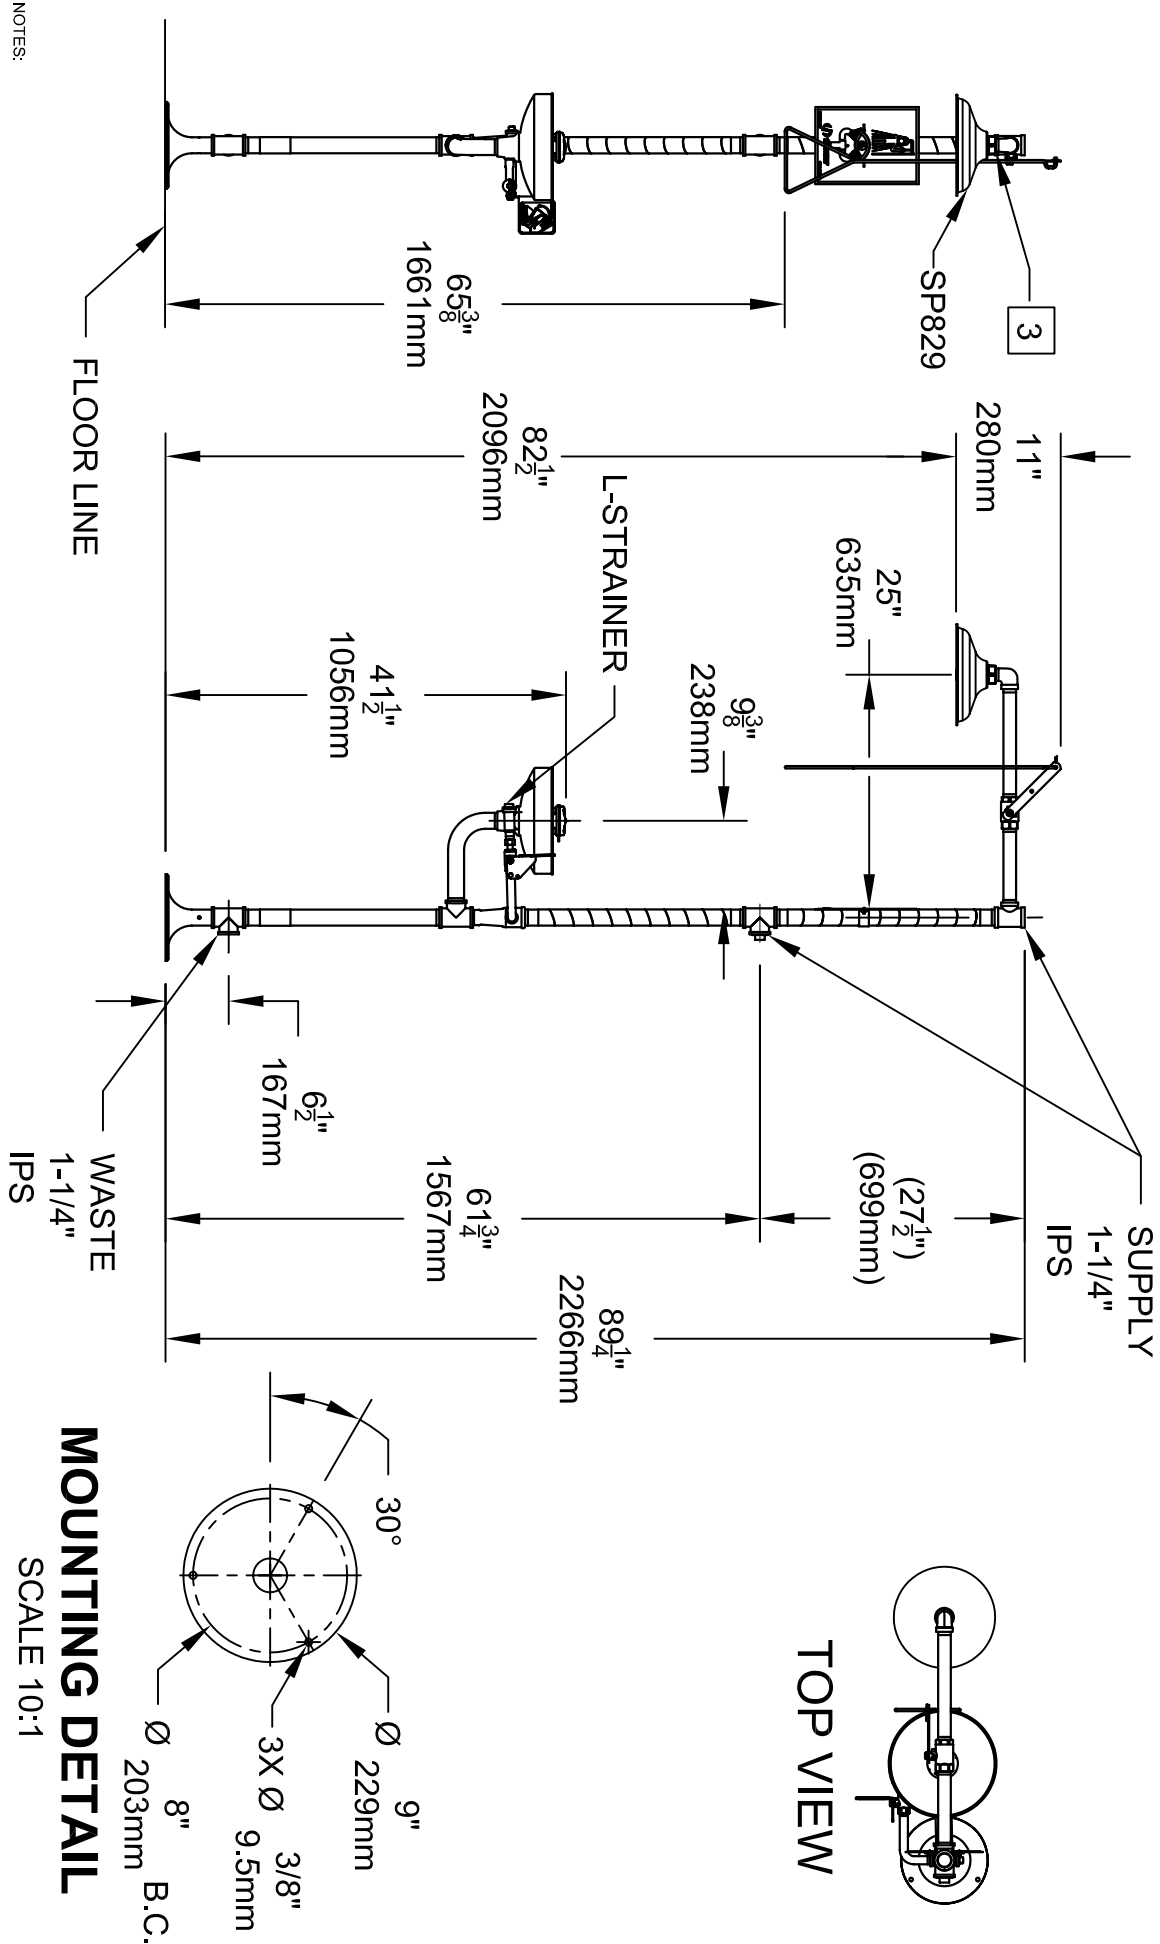 NOTES:
3
SP829
65 3/8"
1661mm
FLOOR LINE
11"
280mm
82 1/2"
2096mm
L-STRAINER
25"
635mm
41 1/2"
1056mm
9 3/8"
238mm
6 1/2"
167mm
WASTE
1-1/4"
IPS
SUPPLY
1-1/4"
IPS
(27 1/2")
(699mm)
61 3/4"
1567mm
89 1/4"
2266mm
30°
Ø 9"
229mm
3X Ø 3/8"
9.5mm
Ø 8"
203mm B.C.
MOUNTING DETAIL
SCALE 10:1
TOP VIEW